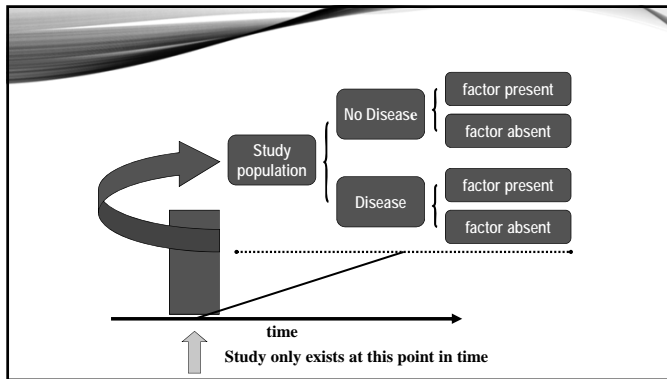 factor present
No Disease
factor absent
Study
population
factor present
Disease
factor absent
time
Study only exists at this point in time